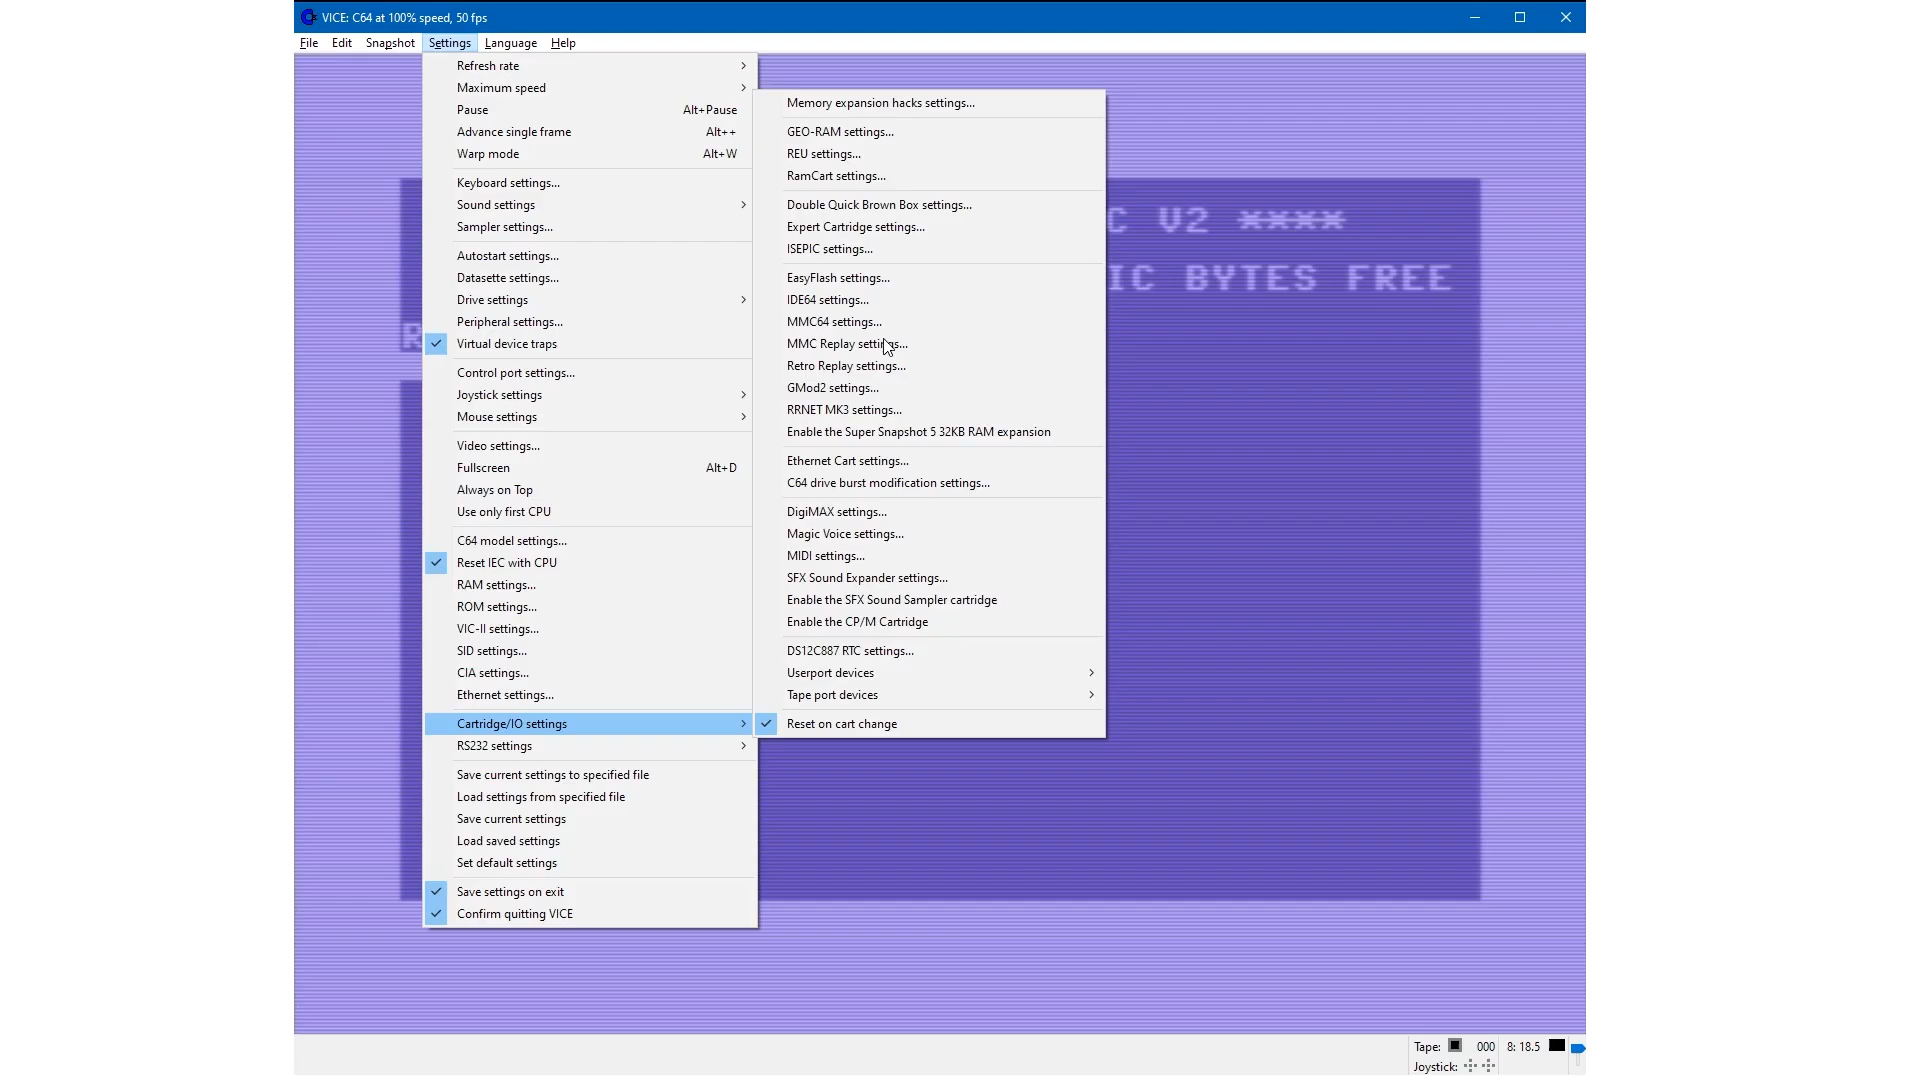 VICE: C64 at 100% speed, 50 fps
File Edit Snapshot Settings Language Help
Refresh rate
Maximum speed
Pause Alt+Pause
Advance single frame Alt++
Warp mode Alt+W
Keyboard settings...
Sound settings
Sampler settings...
Autostart settings...
Datasette settings...
Drive settings
Peripheral settings...
Virtual device traps
Control port settings...
Joystick settings
Mouse settings
Video settings...
Fullscreen Alt+D
Always on Top
Use only first CPU
C64 model settings...
Reset IEC with CPU
RAM settings...
ROM settings...
VIC-II settings...
SID settings...
CIA settings...
Ethernet settings...
Cartridge/IO settings
RS232 settings
Save current settings to specified file
Load settings from specified file
Save current settings
Load saved settings
Set default settings
Save settings on exit
Confirm quitting VICE
Memory expansion hacks settings...
GEO-RAM settings...
REU settings...
RamCart settings...
Double Quick Brown Box settings...
Expert Cartridge settings...
ISEPIC settings...
EasyFlash settings...
IDE64 settings...
MMC64 settings...
MMC Replay settings...
Retro Replay settings...
GMod2 settings...
RRNET MK3 settings...
Enable the Super Snapshot 5 32KB RAM expansion
Ethernet Cart settings...
C64 drive burst modification settings...
DigiMAX settings...
Magic Voice settings...
MIDI settings...
SFX Sound Expander settings...
Enable the SFX Sound Sampler cartridge
Enable the CP/M Cartridge
DS12C887 RTC settings...
Userport devices
Tape port devices
Reset on cart change
C V2 ****
IC BYTES FREE
R
Tape: 000 8: 18.5
Joystick: